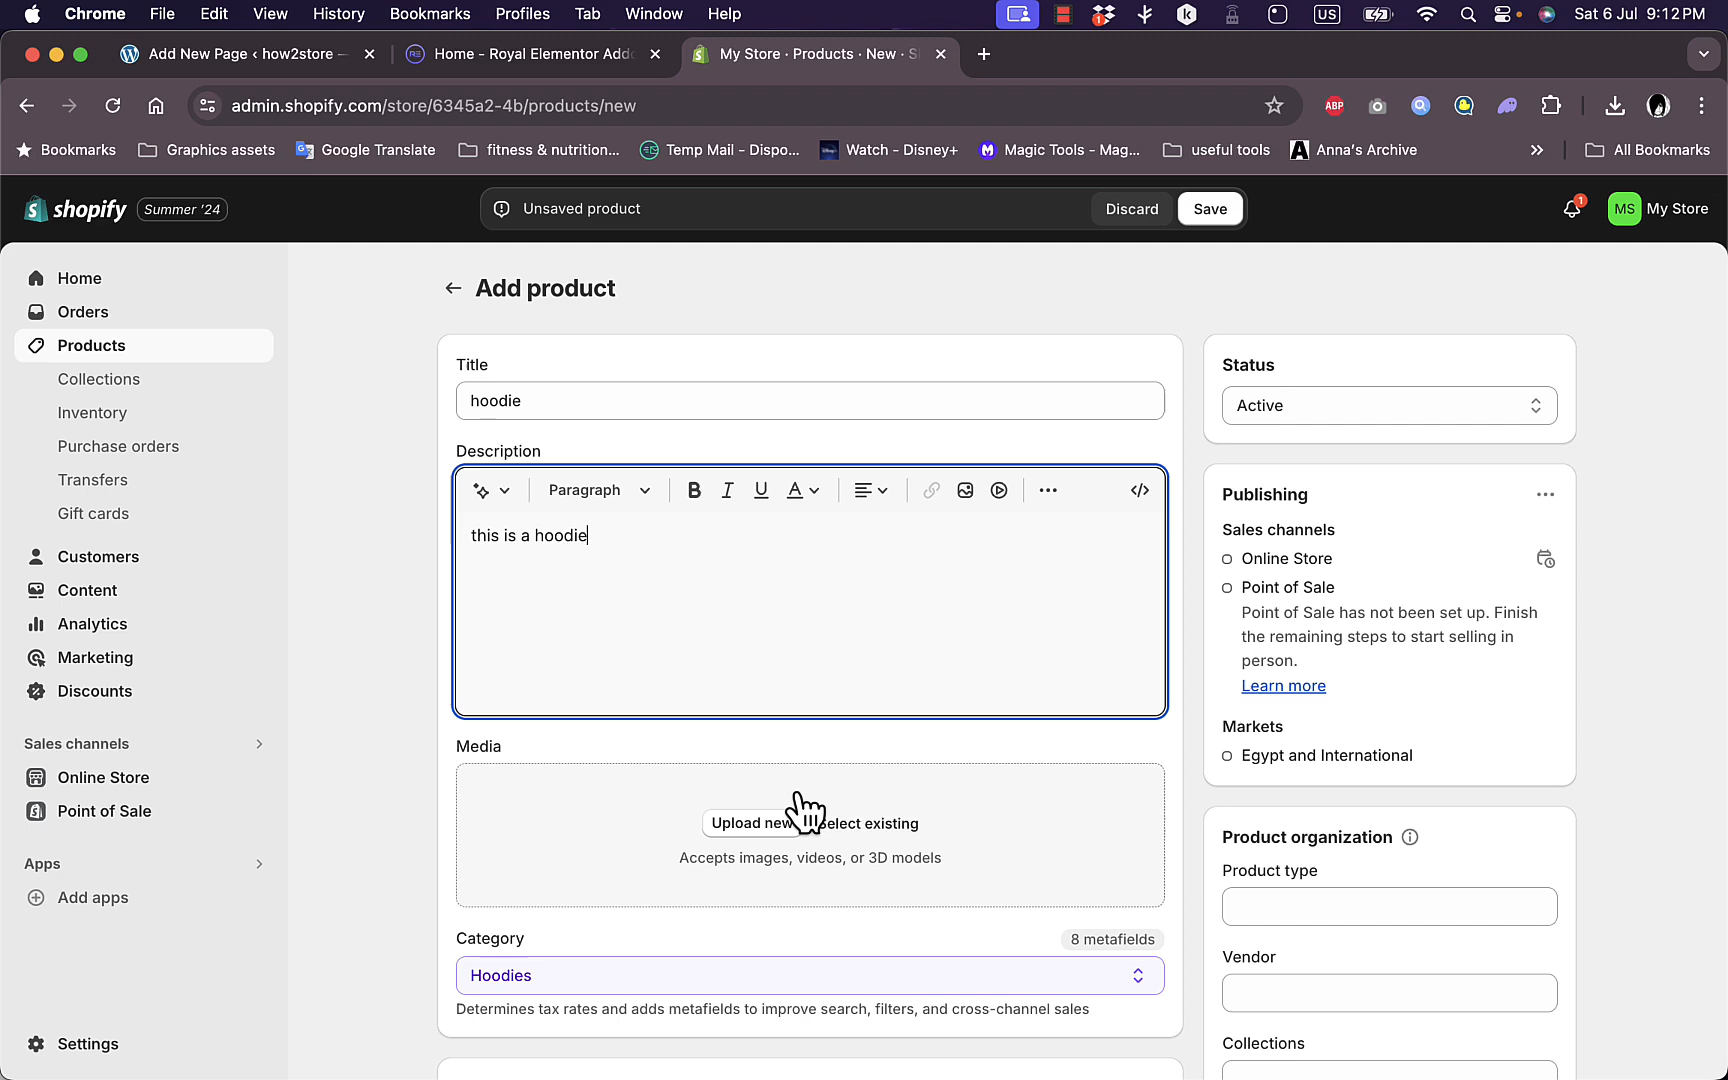 Chrome File Edit View History Bookmarks Profiles Tab Window Help 1 US Sat 6 Jul 9:12 PM
Add New Page ‹ how2store — My Store · Products · New · S
Home - Royal Elementor Addo
admin.shopify.com/store/6345a2-4b/products/new ABP
Bookmarks Graphics assets Google Translate fitness & nutrition... Temp Mail - Dispo... Watch - Disney+ Magic Tools - Mag... useful tools Anna's Archive » All Bookmarks
shopify Summer '24 Unsaved product Discard Save 1 MS My Store
Home
Orders
Products
Collections
Inventory
Purchase orders
Transfers
Gift cards
Customers
Content
Analytics
Marketing
Discounts
Sales channels
Online Store
Point of Sale
Apps
Add apps
Settings
Add product
Title
hoodie
Description
Paragraph B I U A
this is a hoodie
Media
Upload new elect existing
Accepts images, videos, or 3D models
Category 8 metafields
Hoodies
Determines tax rates and adds metafields to improve search, filters, and cross-channel sales
Status
Active
Publishing
Sales channels
Online Store
Point of Sale
Point of Sale has not been set up. Finish
the remaining steps to start selling in
person.
Learn more
Markets
Egypt and International
Product organization
Product type
Vendor
Collections